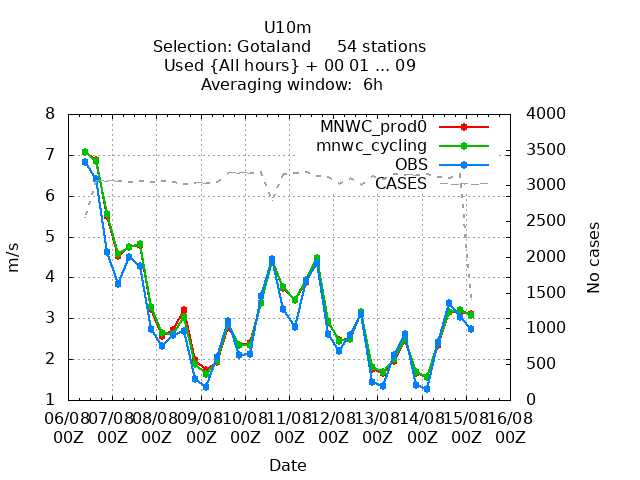 U10m
Selection: Gotaland     54 stations
Used {All hours} + 00 01 ... 09
Averaging window:  6h
8 4000
7 3500
6 3000
5 2500
4 2000
3 1500
2 1000
1 500
0
MNWC_prod0
mnwc_cycling
OBS
CASES
m/s
No cases
06/08 07/08 08/08 09/08 10/08 11/08 12/08 13/08 14/08 15/08 16/08
00Z 00Z 00Z 00Z 00Z 00Z 00Z 00Z 00Z 00Z 00Z
Date